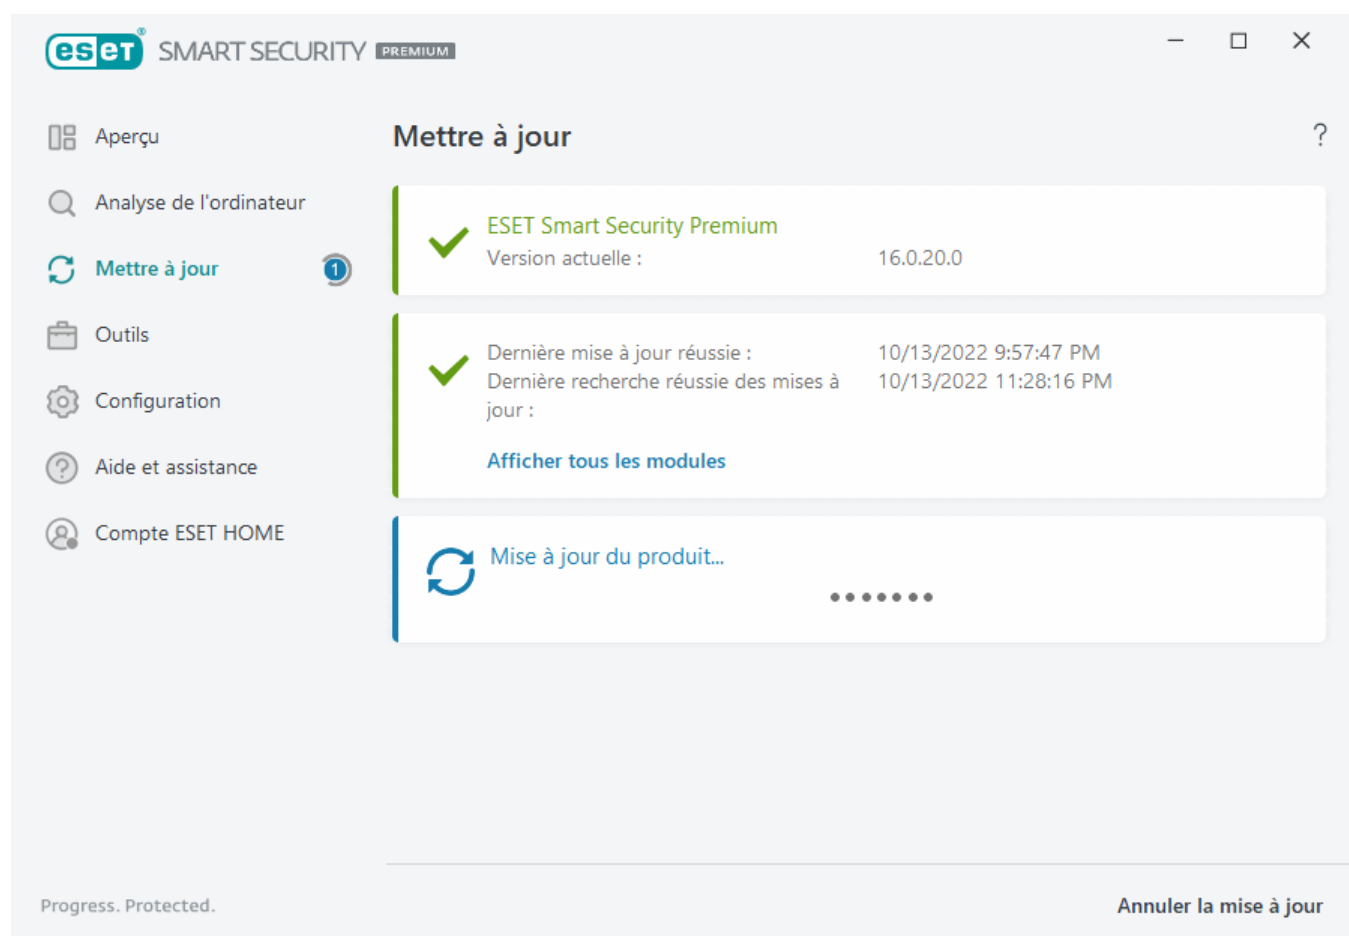 eset® SMART SECURITY PREMIUM
Aperçu
Analyse de l'ordinateur
Mettre à jour 1
Outils
Configuration
Aide et assistance
Compte ESET HOME
Mettre à jour ?
ESET Smart Security Premium
Version actuelle : 16.0.20.0
Dernière mise à jour réussie : 10/13/2022 9:57:47 PM
Dernière recherche réussie des mises à 10/13/2022 11:28:16 PM
jour :
Afficher tous les modules
Mise à jour du produit...
Progress. Protected.
Annuler la mise à jour